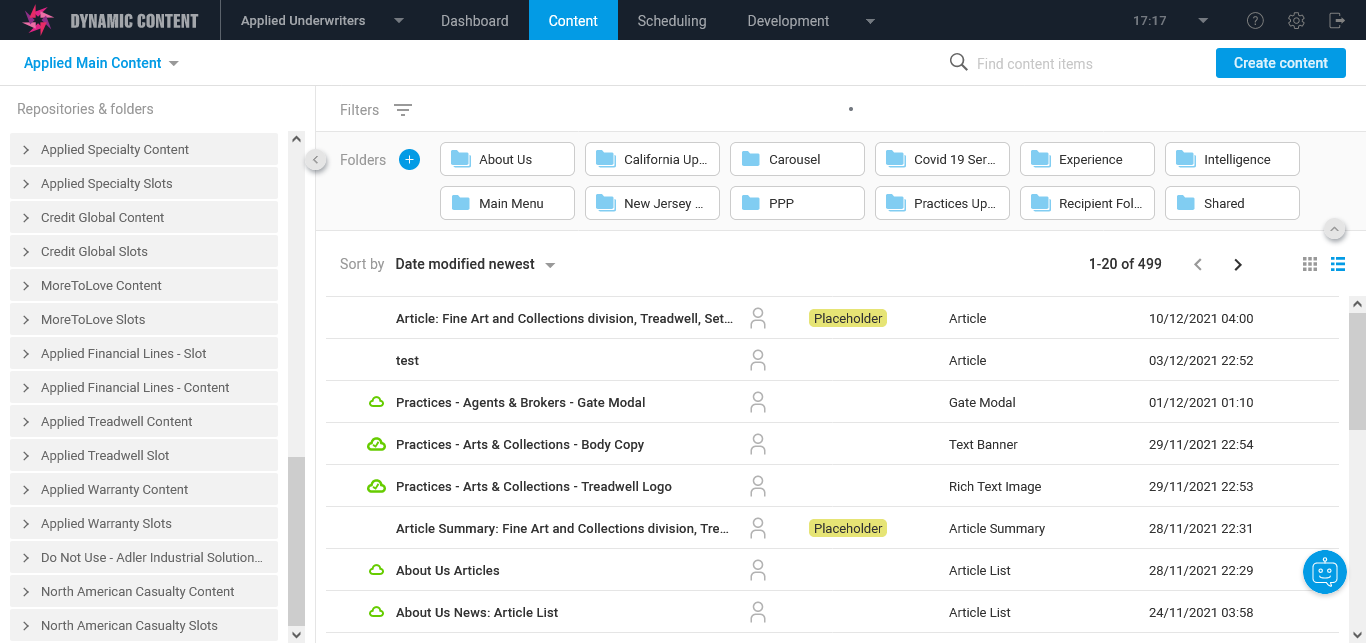 DYNAMIC CONTENT Applied Underwriters Dashboard Content Scheduling Development 17:17
Applied Main Content Find content items Create content
Repositories & folders
Applied Specialty Content
Applied Specialty Slots
Credit Global Content
Credit Global Slots
MoreToLove Content
MoreToLove Slots
Applied Financial Lines - Slot
Applied Financial Lines - Content
Applied Treadwell Content
Applied Treadwell Slot
Applied Warranty Content
Applied Warranty Slots
Do Not Use - Adler Industrial Solution...
North American Casualty Content
North American Casualty Slots
Filters
Folders About Us California Up... Carousel Covid 19 Ser... Experience Intelligence
Main Menu New Jersey ... PPP Practices Up... Recipient Fol... Shared
Sort by Date modified newest 1-20 of 499
Article: Fine Art and Collections division, Treadwell, Set... Placeholder Article 10/12/2021 04:00
test Article 03/12/2021 22:52
Practices - Agents & Brokers - Gate Modal Gate Modal 01/12/2021 01:10
Practices - Arts & Collections - Body Copy Text Banner 29/11/2021 22:54
Practices - Arts & Collections - Treadwell Logo Rich Text Image 29/11/2021 22:53
Article Summary: Fine Art and Collections division, Tre... Placeholder Article Summary 28/11/2021 22:31
About Us Articles Article List 28/11/2021 22:29
About Us News: Article List Article List 24/11/2021 03:58